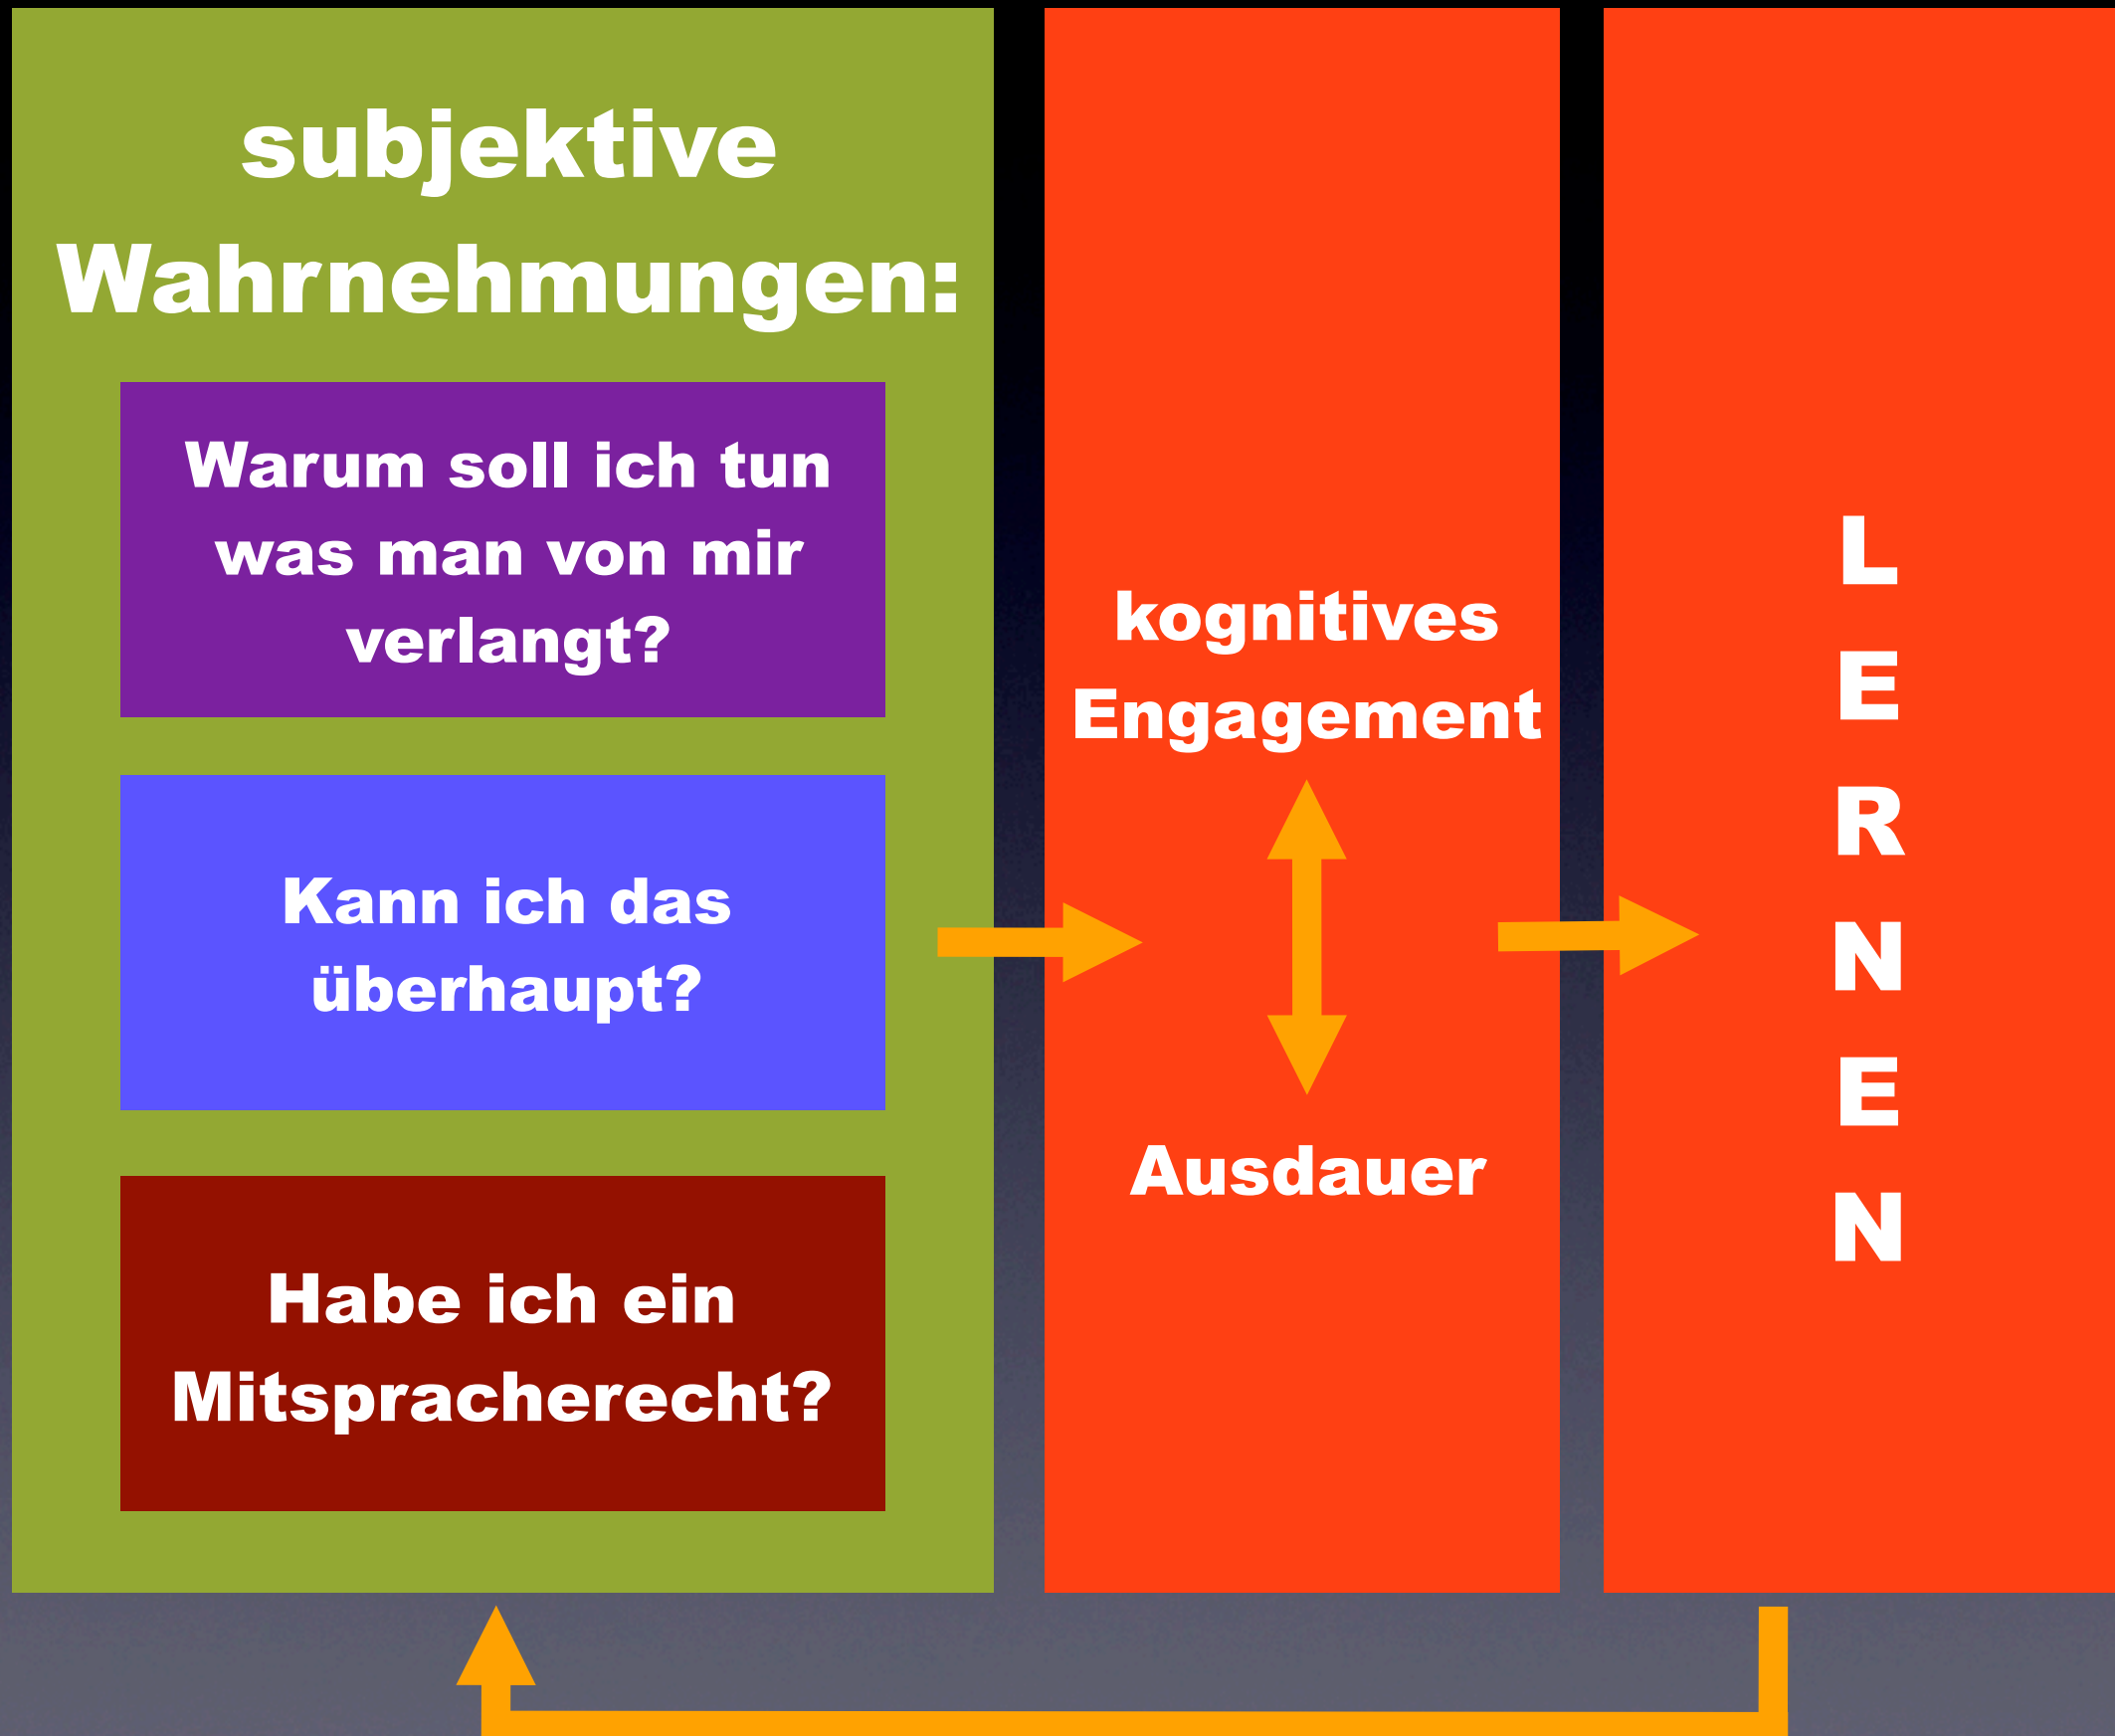 subjektive
Wahrnehmungen:
Warum soll ich tun
was man von mir
verlangt?
Kann ich das
überhaupt?
Habe ich ein
Mitspracherecht?
kognitives
Engagement
Ausdauer
L
E
R
N
E
N